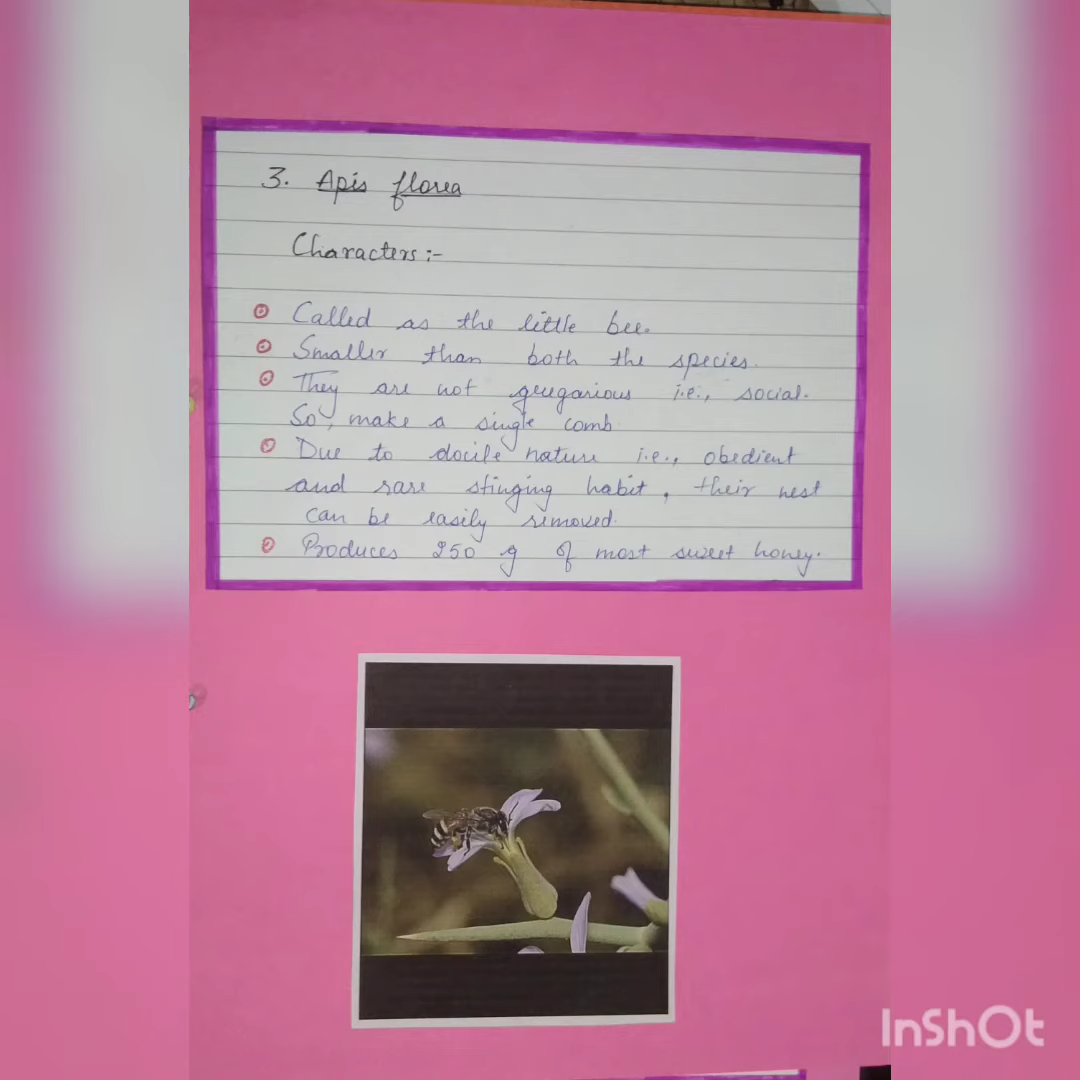 3. Apis florea
Characters :-
Called as the little bee.
Smaller than both the species.
They are not gregarious i.e., social.
So, make a single comb
Due to docile nature i.e., obedient
and rare stinging habit, their nest
can be easily removed.
Produces 250 g of most sweet honey.
InShOt